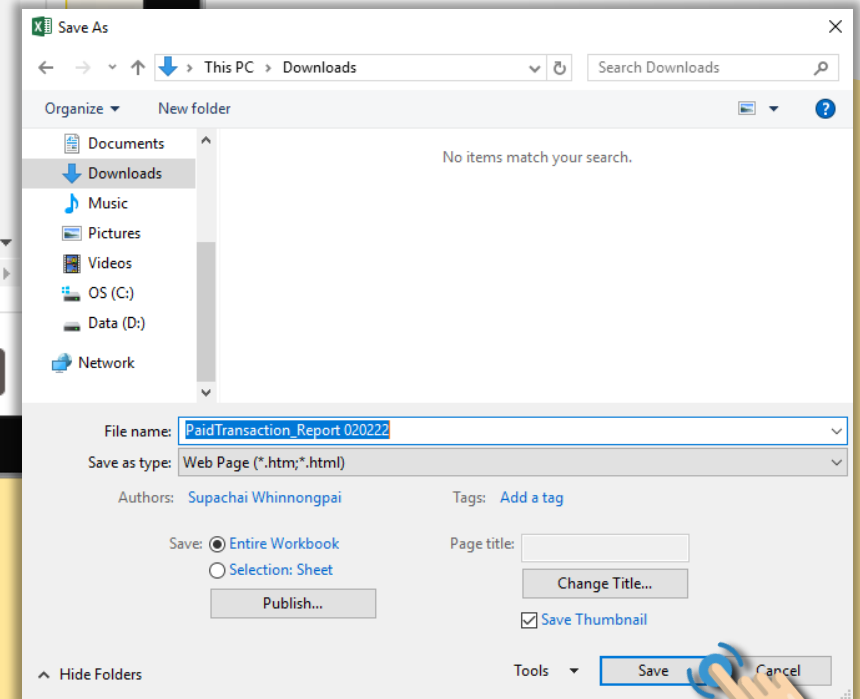 Save As
This PC > Downloads
Search Downloads
Organize
New folder
Documents
Downloads
Music
Pictures
Videos
OS (C:)
Data (D:)
Network
No items match your search.
File name: PaidTransaction_Report 020222
Save as type: Web Page (*.htm;*.html)
Authors: Supachai Whinnongpai
Tags: Add a tag
Save: Entire Workbook
Selection: Sheet
Publish...
Page title:
Change Title...
Save Thumbnail
Hide Folders
Tools
Save
Cancel